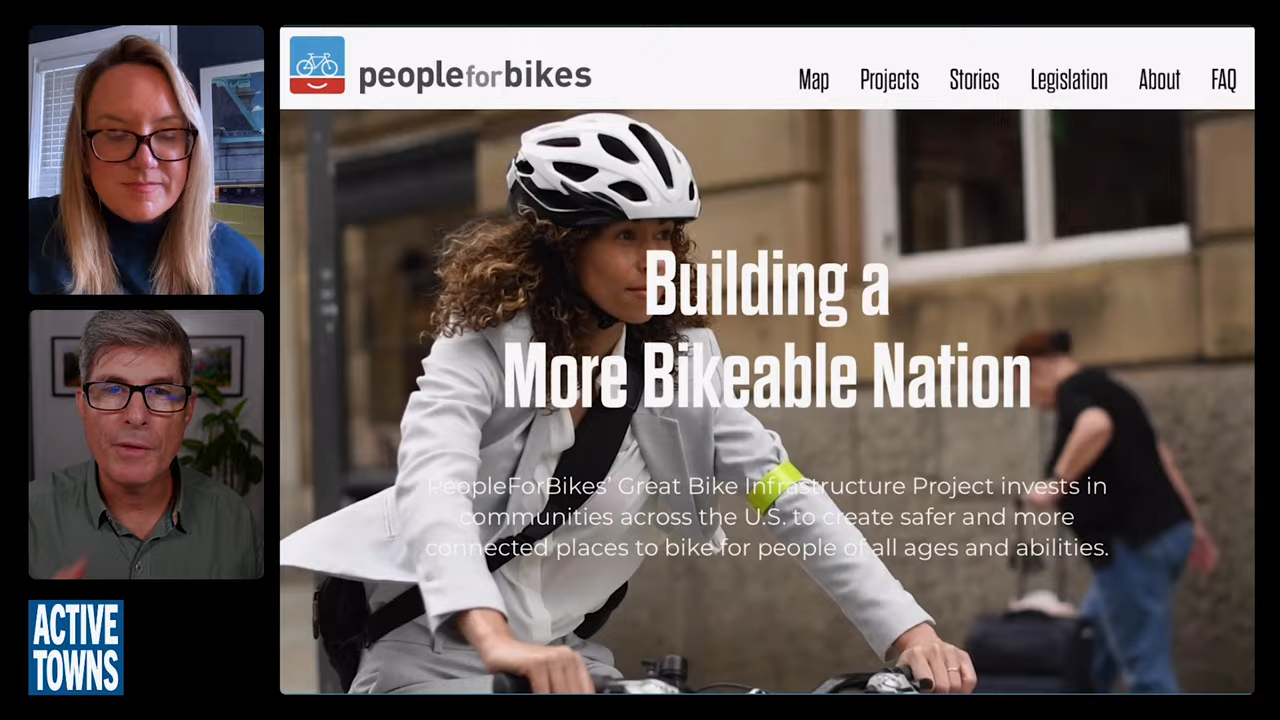 peopleforbikes
Map Projects Stories Legislation About FAQ
Building a
More Bikeable Nation
PeopleForBikes' Great Bike Infrastructure Project invests in
communities across the U.S. to create safer and more
connected places to bike for people of all ages and abilities.
ACTIVE
TOWNS